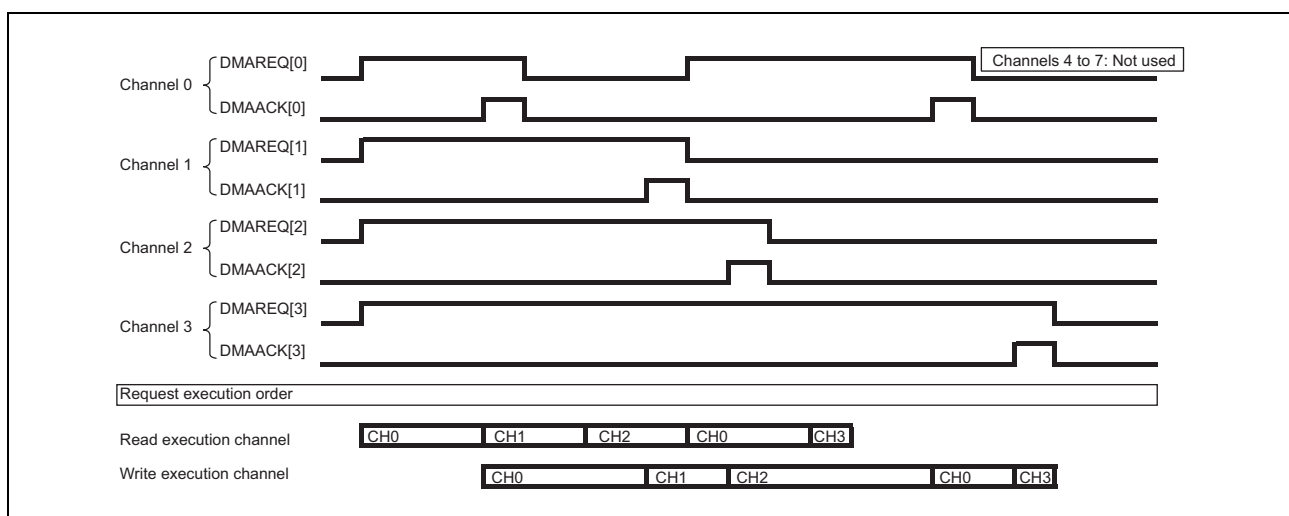 DMAREQ[0]
Channels 4 to 7: Not used
Channel 0
DMAACK[0]
DMAREQ[1]
Channel 1
DMAACK[1]
DMAREQ[2]
Channel 2
DMAACK[2]
DMAREQ[3]
Channel 3
DMAACK[3]
Request execution order
Read execution channel CH0 CH1 CH2 CH0 CH3
Write execution channel CH0 CH1 CH2 CH0 CH3